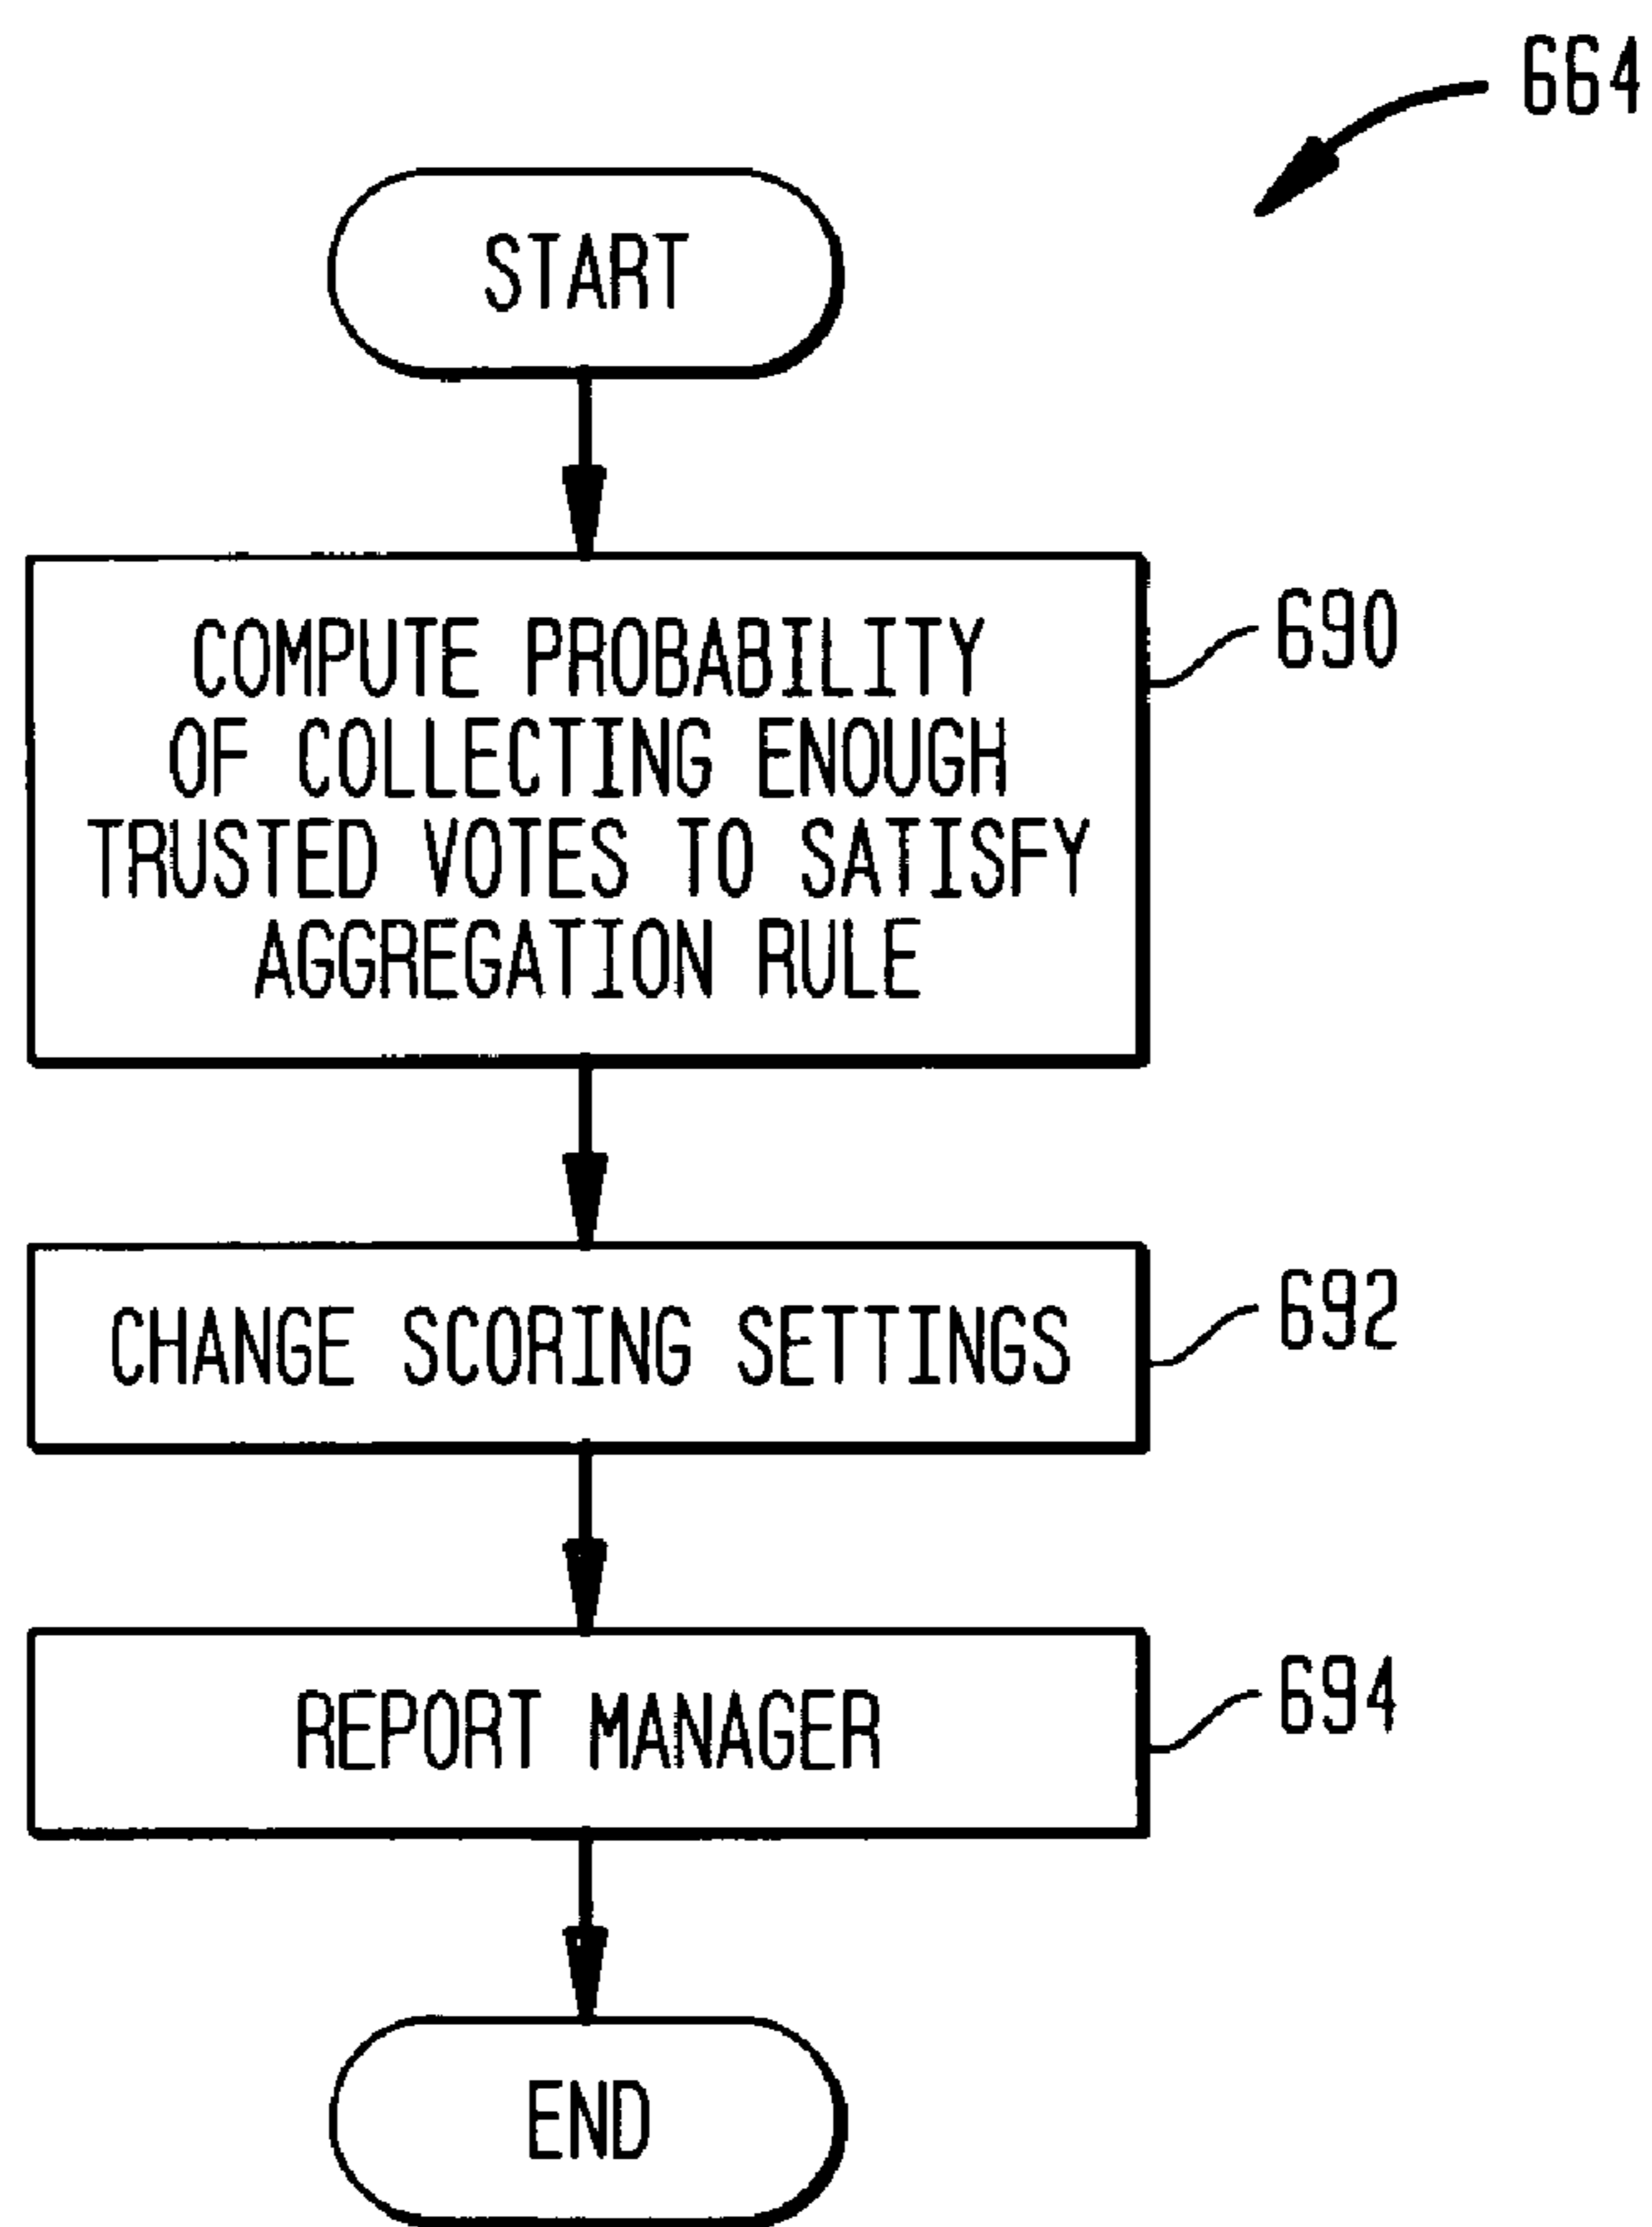 664
START
COMPUTE PROBABILITY
OF COLLECTING ENOUGH
TRUSTED VOTES TO SATISFY
AGGREGATION RULE
690
CHANGE SCORING SETTINGS
692
REPORT MANAGER
694
END